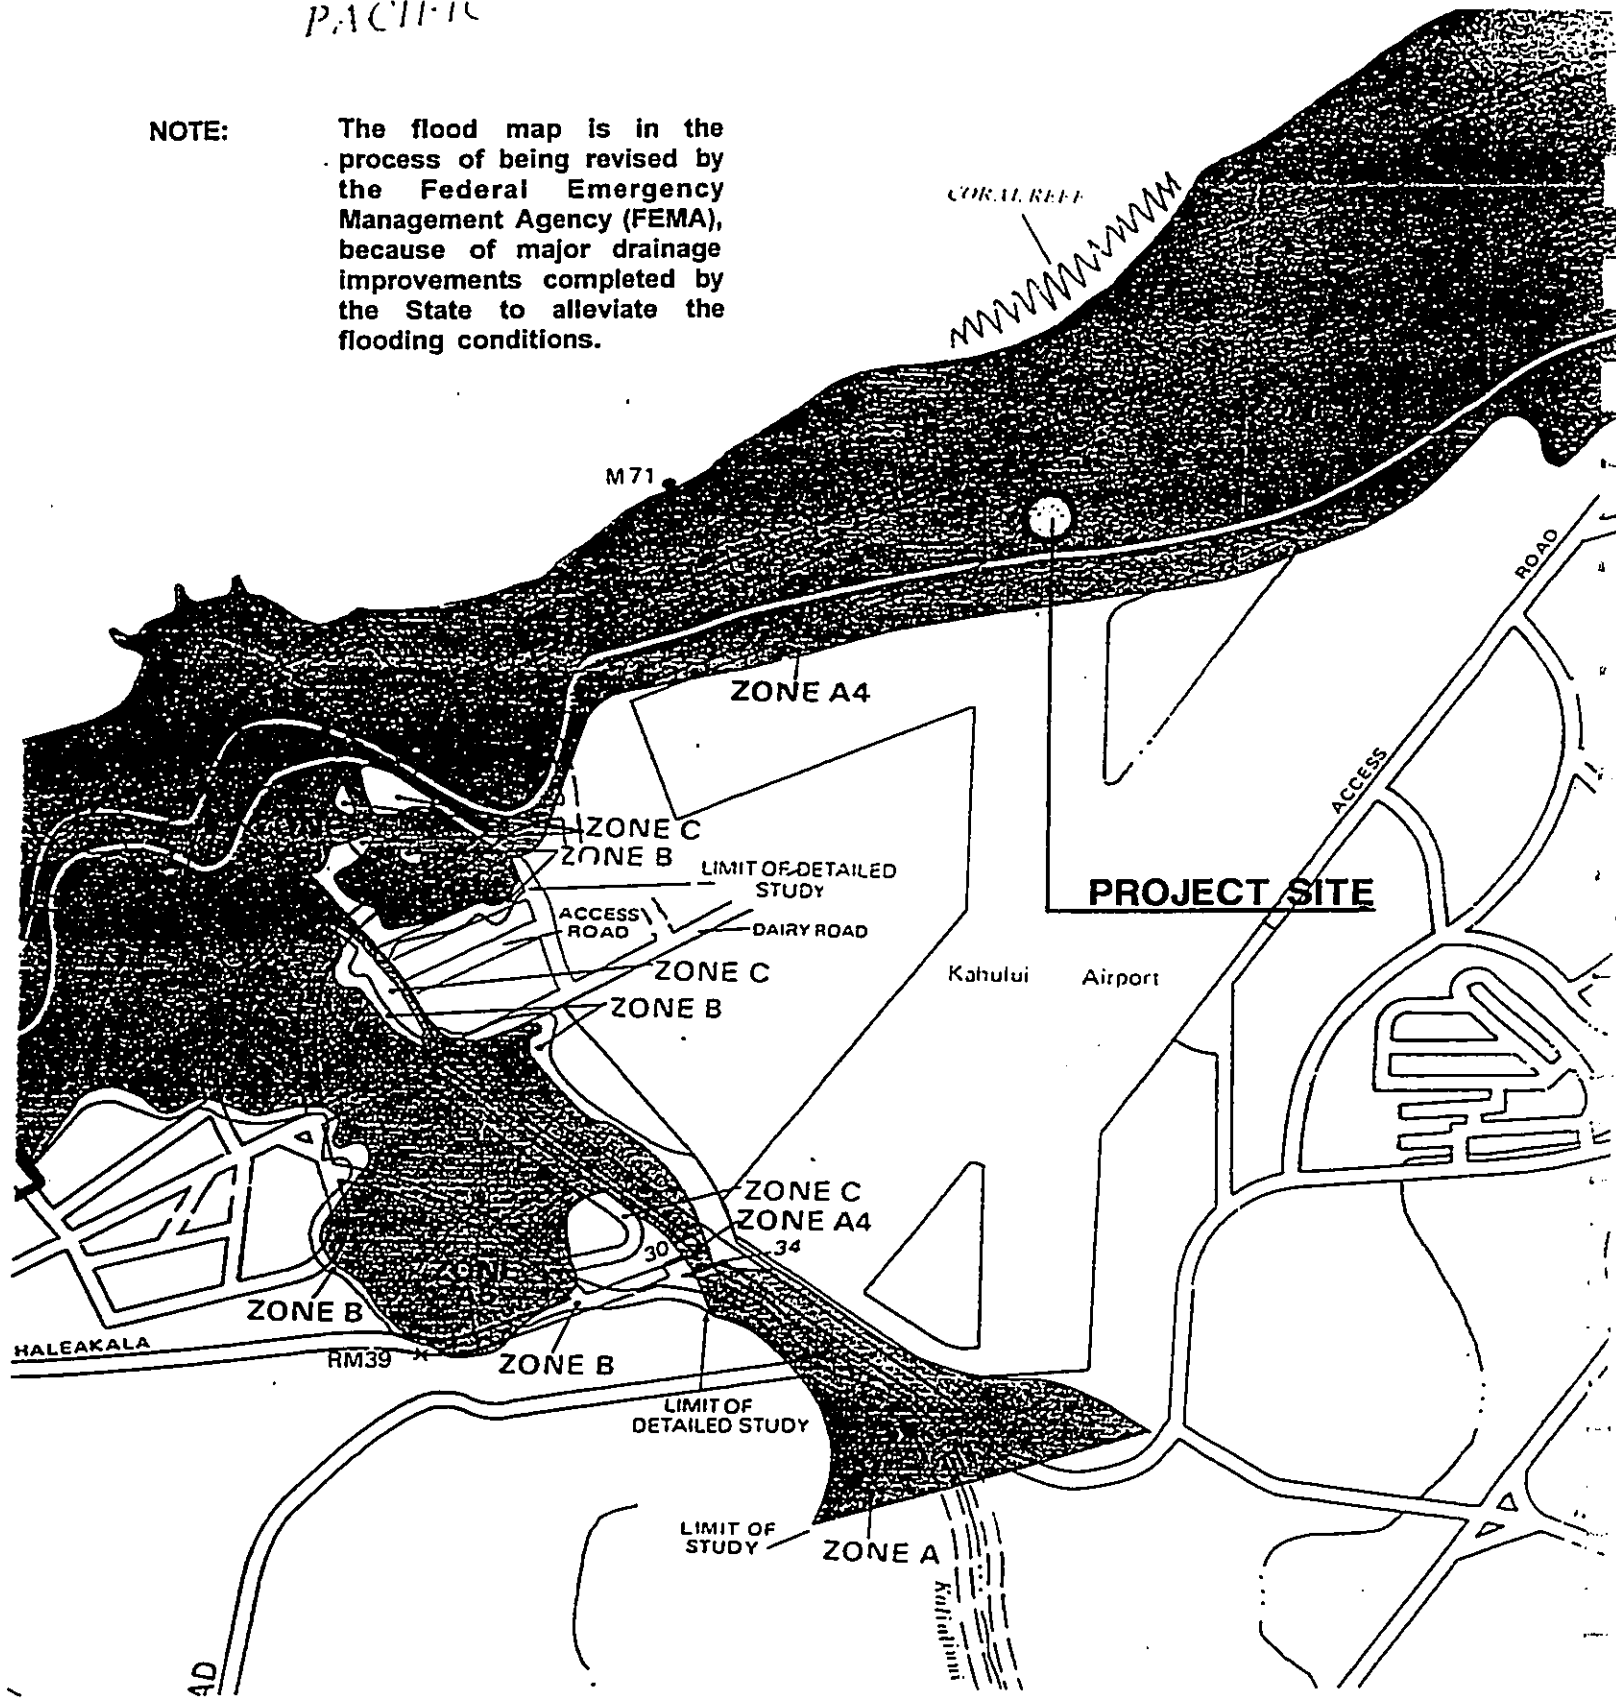 PACIFIC
NOTE:
The flood map is in the
process of being revised by
the Federal Emergency
Management Agency (FEMA),
because of major drainage
improvements completed by
the State to alleviate the
flooding conditions.
CORAL REEF
M71
ROAD
ZONE A4
ACCESS
ZONE C
ZONE B
LIMIT OF DETAILED
STUDY
PROJECT SITE
ACCESS
ROAD
DAIRY ROAD
ZONE C
Kahului Airport
ZONE B
ZONE C
ZONE A4
30
34
ZONE B
HALEAKALA
RM39
ZONE B
LIMIT OF
DETAILED STUDY
LIMIT OF
STUDY
ZONE A
AD